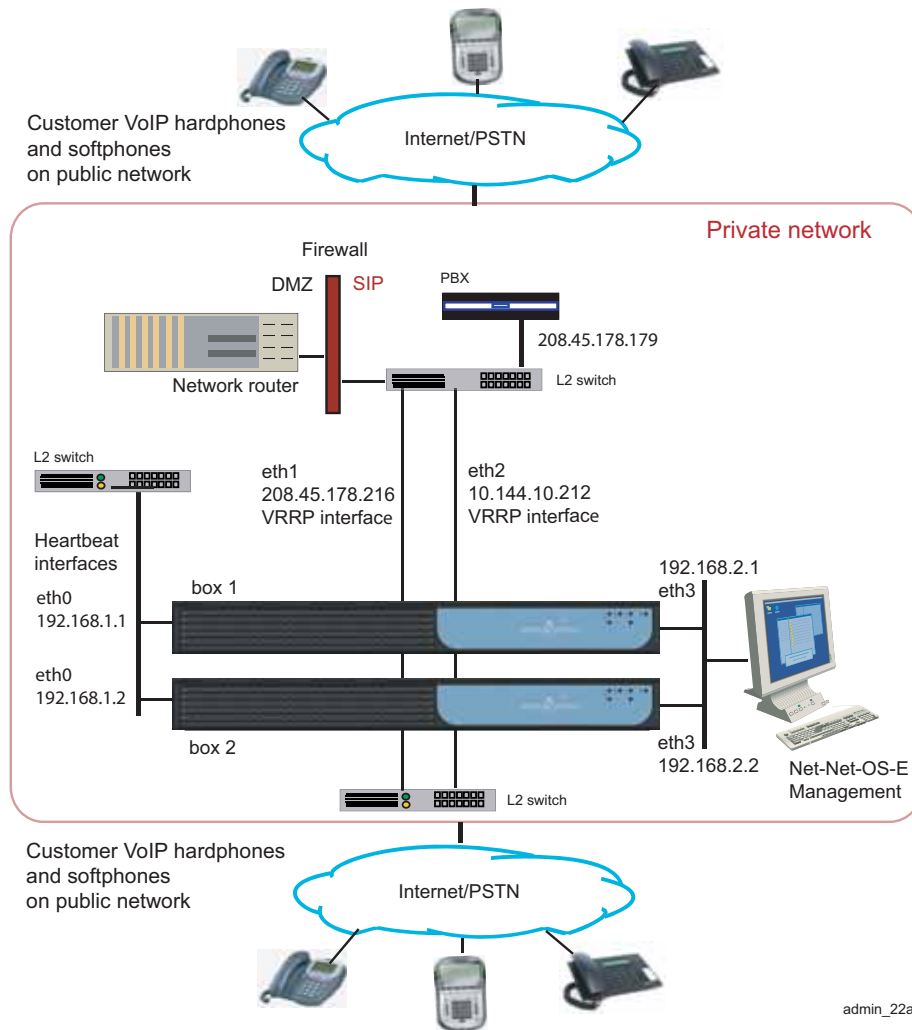 Customer VoIP hardphones
and softphones
on public network
Internet/PSTN
Private network
Firewall
DMZ
SIP
PBX
208.45.178.179
Network router
L2 switch
L2 switch
eth1
208.45.178.216
VRRP interface
eth2
10.144.10.212
VRRP interface
Heartbeat
interfaces
eth0
192.168.1.1
box 1
192.168.2.1
eth3
eth0
192.168.1.2
box 2
eth3
192.168.2.2
Net-Net-OS-E
Management
L2 switch
Customer VoIP hardphones
and softphones
on public network
Internet/PSTN
admin_22a